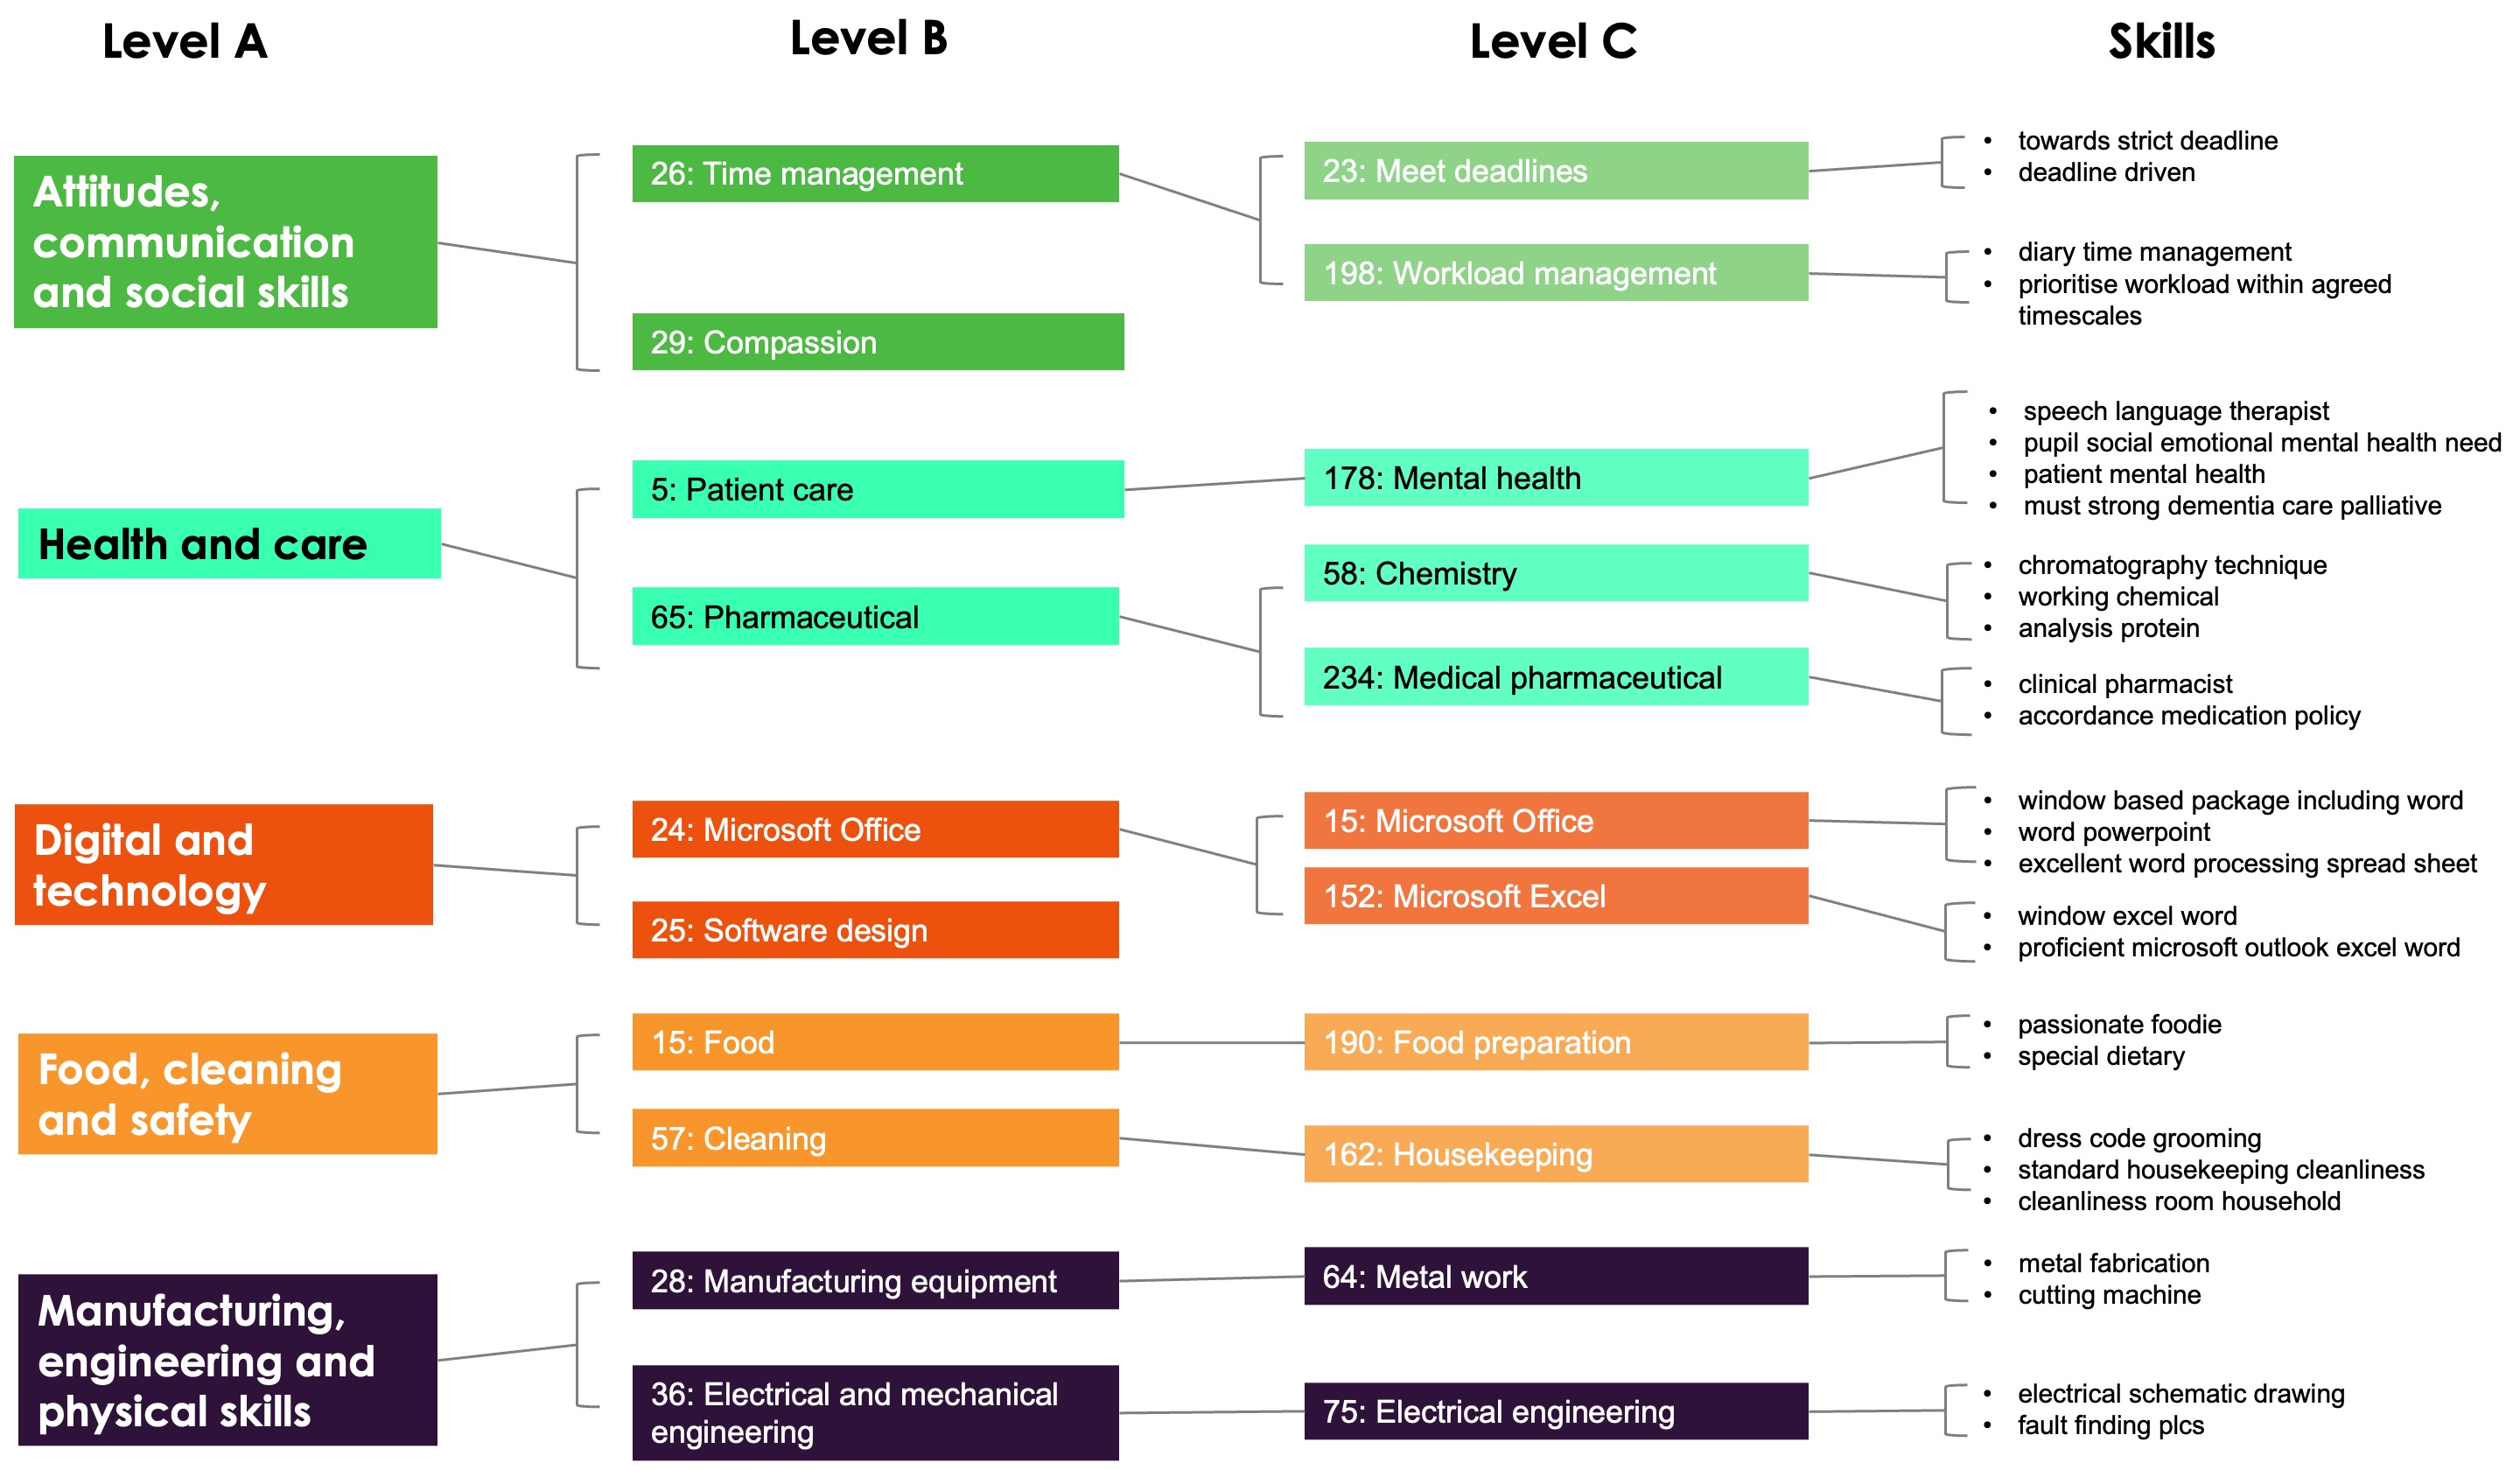 Level A
Level B
Level C
Skills
Attitudes,
communication
and social skills
26: Time management
29: Compassion
23: Meet deadlines
198: Workload management
• towards strict deadline
• deadline driven
• diary time management
• prioritise workload within agreed
timescales
Health and care
5: Patient care
65: Pharmaceutical
178: Mental health
58: Chemistry
234: Medical pharmaceutical
• speech language therapist
• pupil social emotional mental health need
• patient mental health
• must strong dementia care palliative
• chromatography technique
• working chemical
• analysis protein
• clinical pharmacist
• accordance medication policy
Digital and
technology
24: Microsoft Office
25: Software design
15: Microsoft Office
152: Microsoft Excel
• window based package including word
• word powerpoint
• excellent word processing spread sheet
• window excel word
• proficient microsoft outlook excel word
Food, cleaning
and safety
15: Food
57: Cleaning
190: Food preparation
162: Housekeeping
• passionate foodie
• special dietary
• dress code grooming
• standard housekeeping cleanliness
• cleanliness room household
Manufacturing,
engineering and
physical skills
28: Manufacturing equipment
36: Electrical and mechanical
engineering
64: Metal work
75: Electrical engineering
• metal fabrication
• cutting machine
• electrical schematic drawing
• fault finding plcs